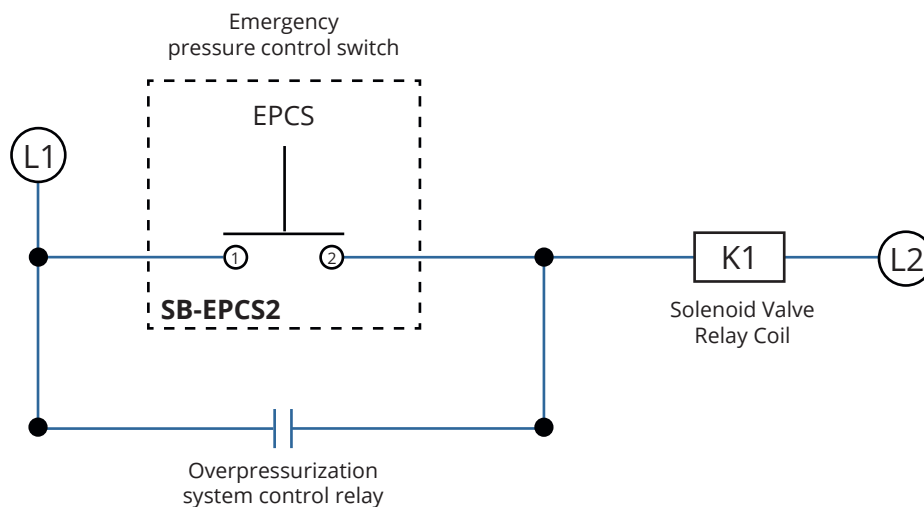 Emergency
pressure control switch
EPCS
L1
1
2
SB-EPCS2
K1
L2
Solenoid Valve
Relay Coil
Overpressurization
system control relay